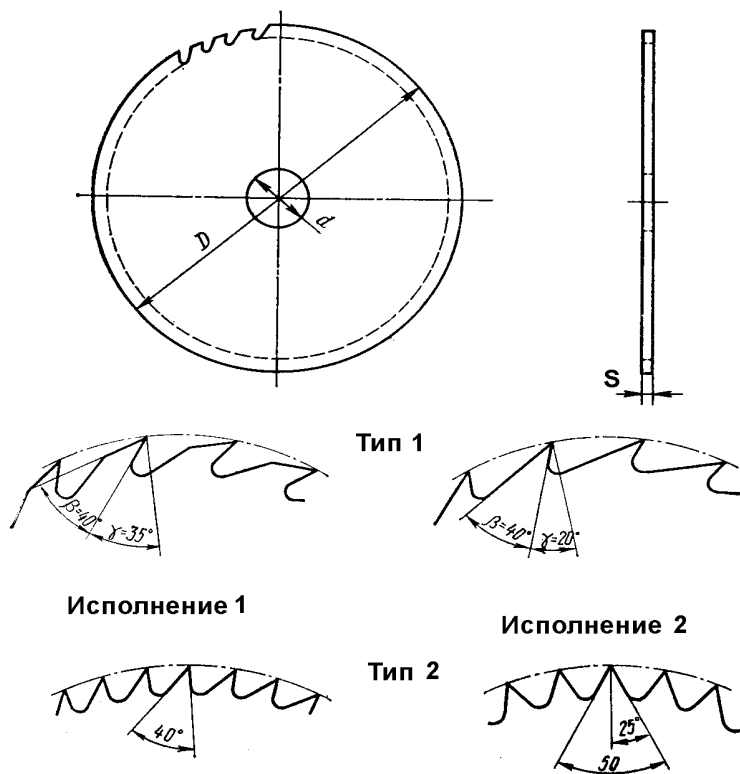 d
D
S
Тип 1
β=40°
γ=35°
β=40°
γ=20°
Исполнение 1
Исполнение 2
Тип 2
40°
25°
50